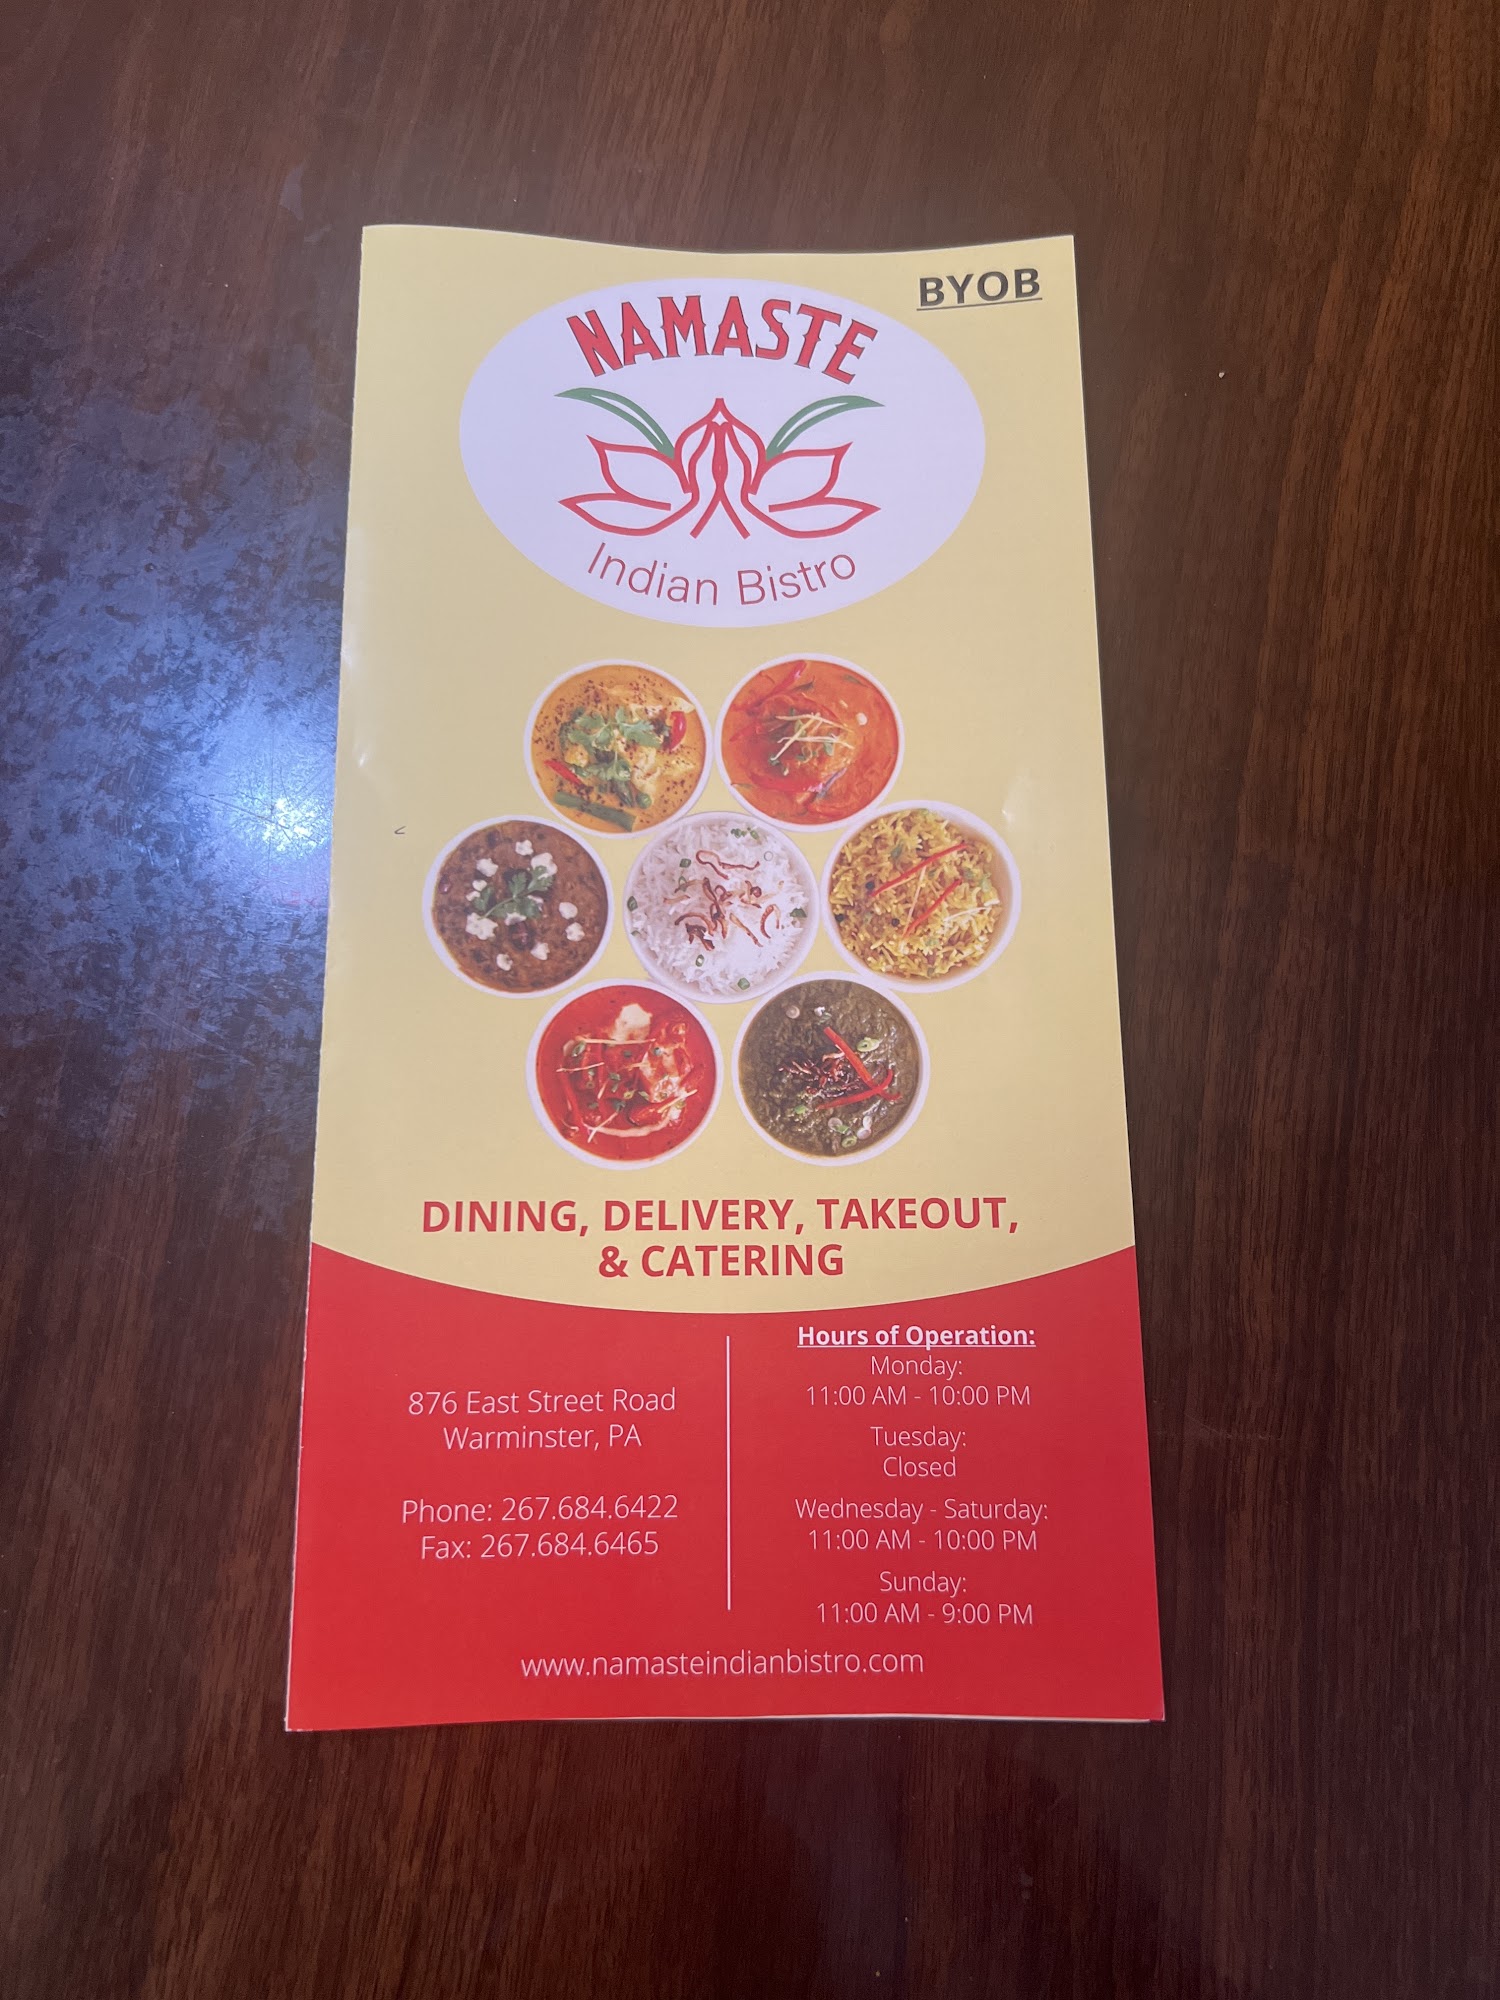 BYOB
NAMASTE
Indian Bistro
DINING, DELIVERY, TAKEOUT,
& CATERING
876 East Street Road
Warminster, PA
Phone: 267.684.6422
Fax: 267.684.6465
Hours of Operation:
Monday:
11:00 AM - 10:00 PM
Tuesday:
Closed
Wednesday - Saturday:
11:00 AM - 10:00 PM
Sunday:
11:00 AM - 9:00 PM
www.namasteindianbistro.com